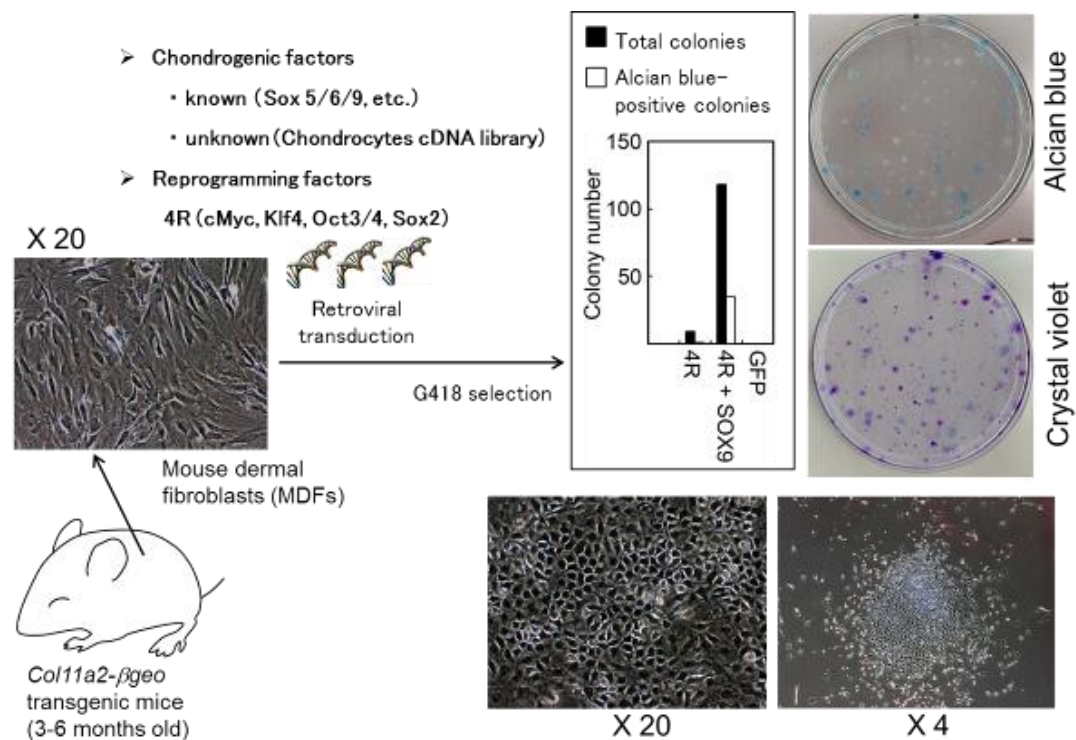 ➢ Chondrogenic factors
・known (Sox 5/6/9, etc.)
・unknown (Chondrocytes cDNA library)
➢ Reprogramming factors
4R (cMyc, Klf4, Oct3/4, Sox2)
X 20
Retroviral
transduction
G418 selection
Mouse dermal
fibroblasts (MDFs)
Col11a2-βgeo
transgenic mice
(3-6 months old)
Total colonies
Alcian blue-
positive colonies
150
100
50
Colony number
4R
4R + SOX9
GFP
Alcian blue
Crystal violet
X 20
X 4